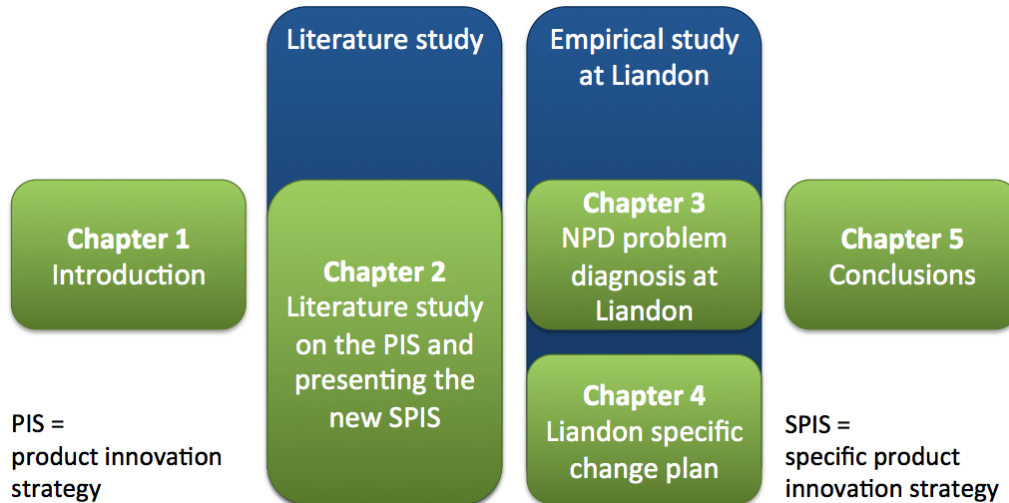 Literature study
Empirical study
at Liandon
Chapter 1
Introduction
Chapter 2
Literature study
on the PIS and
presenting the
new SPIS
Chapter 3
NPD problem
diagnosis at
Liandon
Chapter 4
Liandon specific
change plan
Chapter 5
Conclusions
PIS =
product innovation
strategy
SPIS =
specific product
innovation strategy